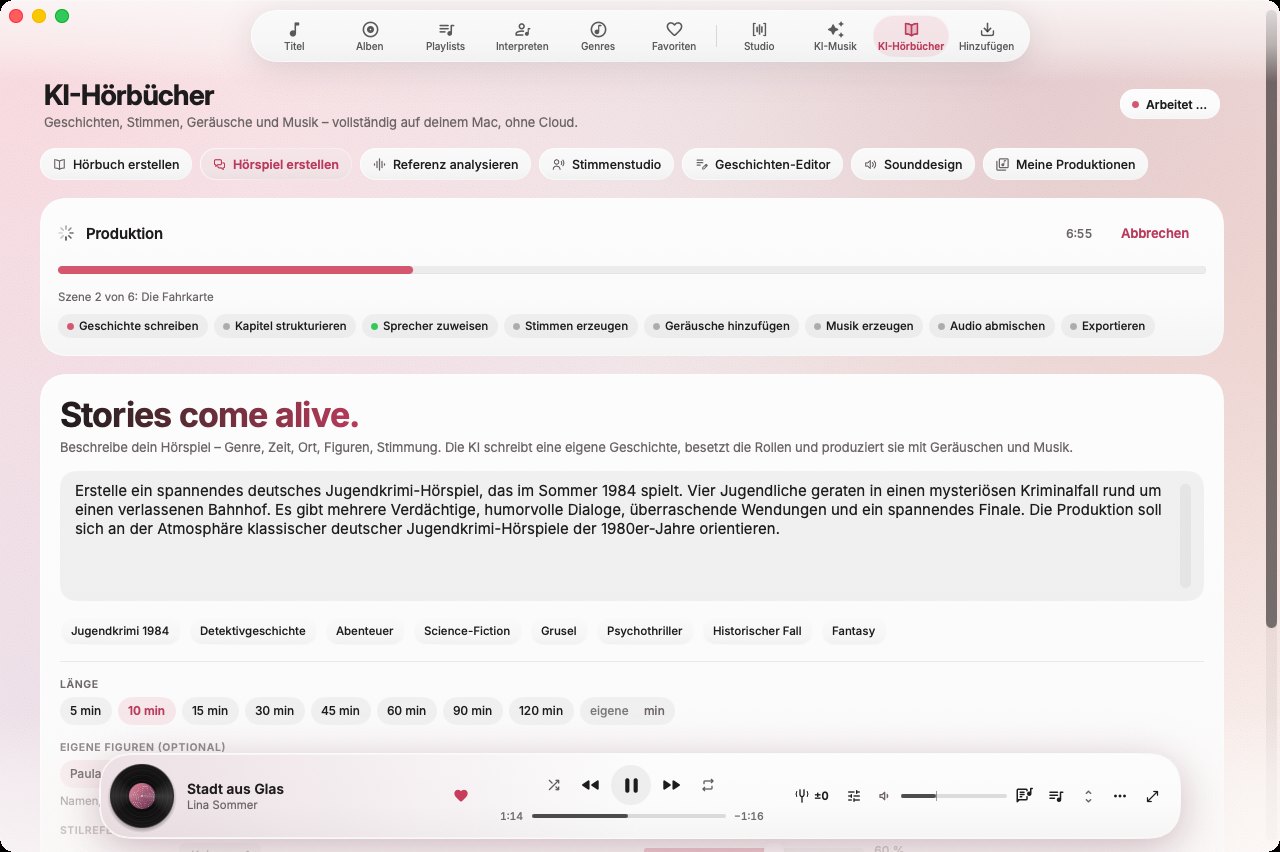 Titel
Alben
Playlists
Interpreten
Genres
Favoriten
Studio
KI-Musik
KI-Hörbücher
Hinzufügen
KI-Hörbücher
Geschichten, Stimmen, Geräusche und Musik – vollständig auf deinem Mac, ohne Cloud.
Arbeitet ...
Hörbuch erstellen
Hörspiel erstellen
Referenz analysieren
Stimmenstudio
Geschichten-Editor
Sounddesign
Meine Produktionen
Produktion
6:55
Abbrechen
Szene 2 von 6: Die Fahrkarte
Geschichte schreiben
Kapitel strukturieren
Sprecher zuweisen
Stimmen erzeugen
Geräusche hinzufügen
Musik erzeugen
Audio abmischen
Exportieren
Stories come alive.
Beschreibe dein Hörspiel – Genre, Zeit, Ort, Figuren, Stimmung. Die KI schreibt eine eigene Geschichte, besetzt die Rollen und produziert sie mit Geräuschen und Musik.
Erstelle ein spannendes deutsches Jugendkrimi-Hörspiel, das im Sommer 1984 spielt. Vier Jugendliche geraten in einen mysteriösen Kriminalfall rund um
einen verlassenen Bahnhof. Es gibt mehrere Verdächtige, humorvolle Dialoge, überraschende Wendungen und ein spannendes Finale. Die Produktion soll
sich an der Atmosphäre klassischer deutscher Jugendkrimi-Hörspiele der 1980er-Jahre orientieren.
Jugendkrimi 1984
Detektivgeschichte
Abenteuer
Science-Fiction
Grusel
Psychothriller
Historischer Fall
Fantasy
LÄNGE
5 min
10 min
15 min
30 min
45 min
60 min
90 min
120 min
eigene min
EIGENE FIGUREN (OPTIONAL)
Paula
Namen,
Stadt aus Glas
Lina Sommer
1:14
−1:16
±0
60 %